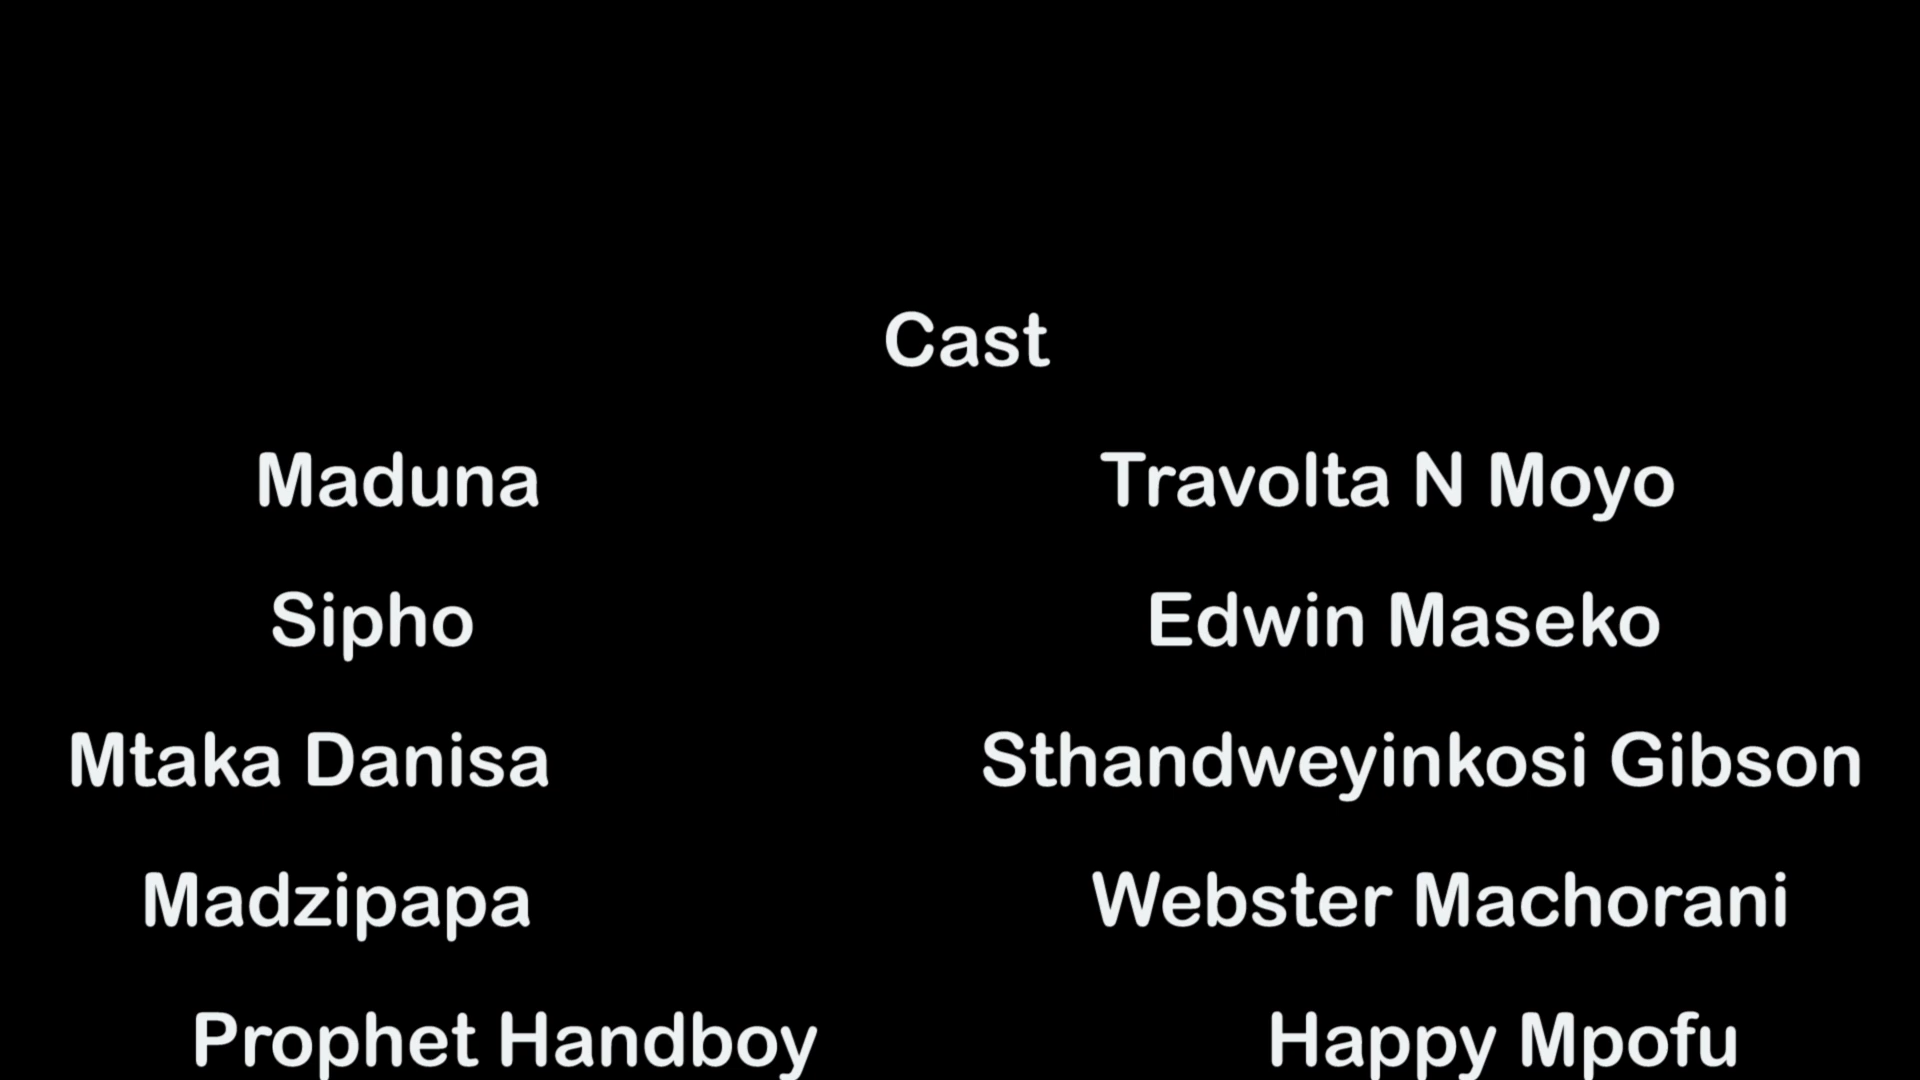 Cast
Maduna Travolta N Moyo
Sipho Edwin Maseko
Mtaka Danisa Sthandweyinkosi Gibson
Madzipapa Webster Machorani
Prophet Handboy Happy Mpofu